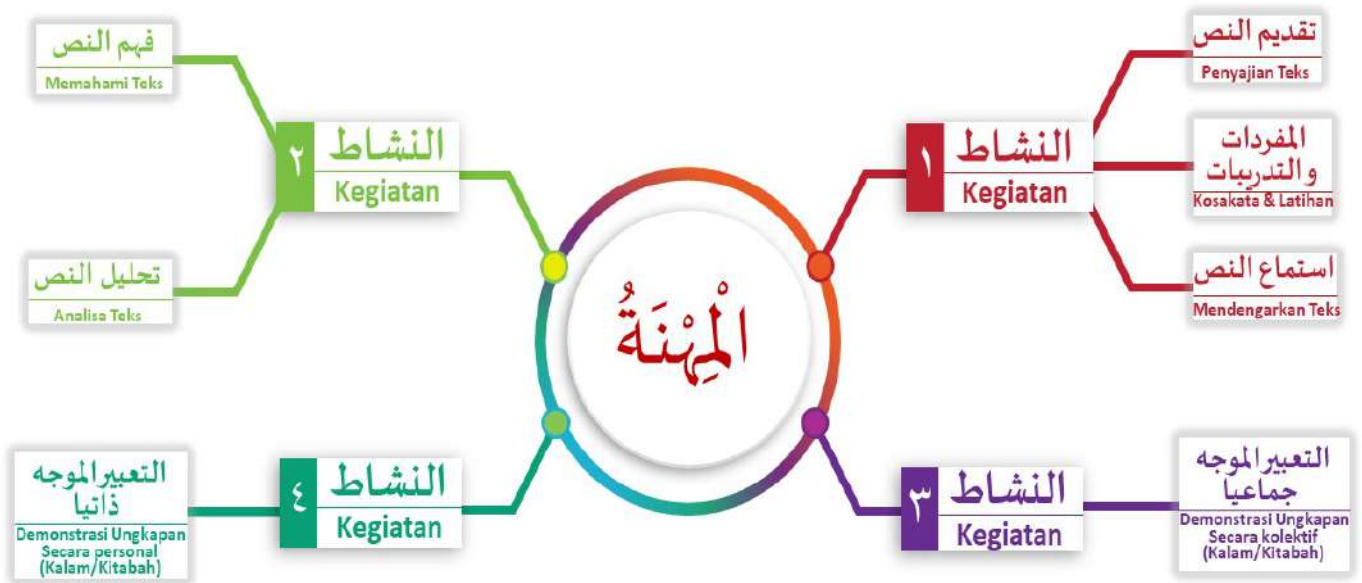 الْمِهْنَةُ
١
النشاط
Kegiatan
تقديم النص
Penyajian Teks
المفردات
والتدريبات
Kosakata & Latihan
استماع النص
Mendengarkan Teks
٢
النشاط
Kegiatan
فهم النص
Memahami Teks
تحليل النص
Analisa Teks
٣
النشاط
Kegiatan
التعبير الموجه
جماعيا
Demonstrasi Ungkapan
Secara kolektif
(Kalam/Kitabah)
٤
النشاط
Kegiatan
التعبير الموجه
ذاتيا
Demonstrasi Ungkapan
Secara personal
(Kalam/Kitabah)